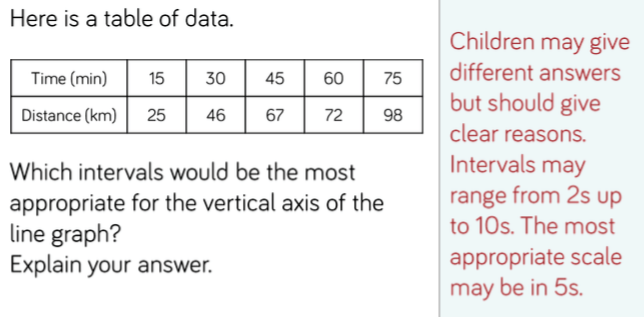 Here is a table of data.
Time (min) 15 30 45 60 75
Distance (km) 25 46 67 72 98
Which intervals would be the most
appropriate for the vertical axis of the
line graph?
Explain your answer.
Children may give
different answers
but should give
clear reasons.
Intervals may
range from 2s up
to 10s. The most
appropriate scale
may be in 5s.